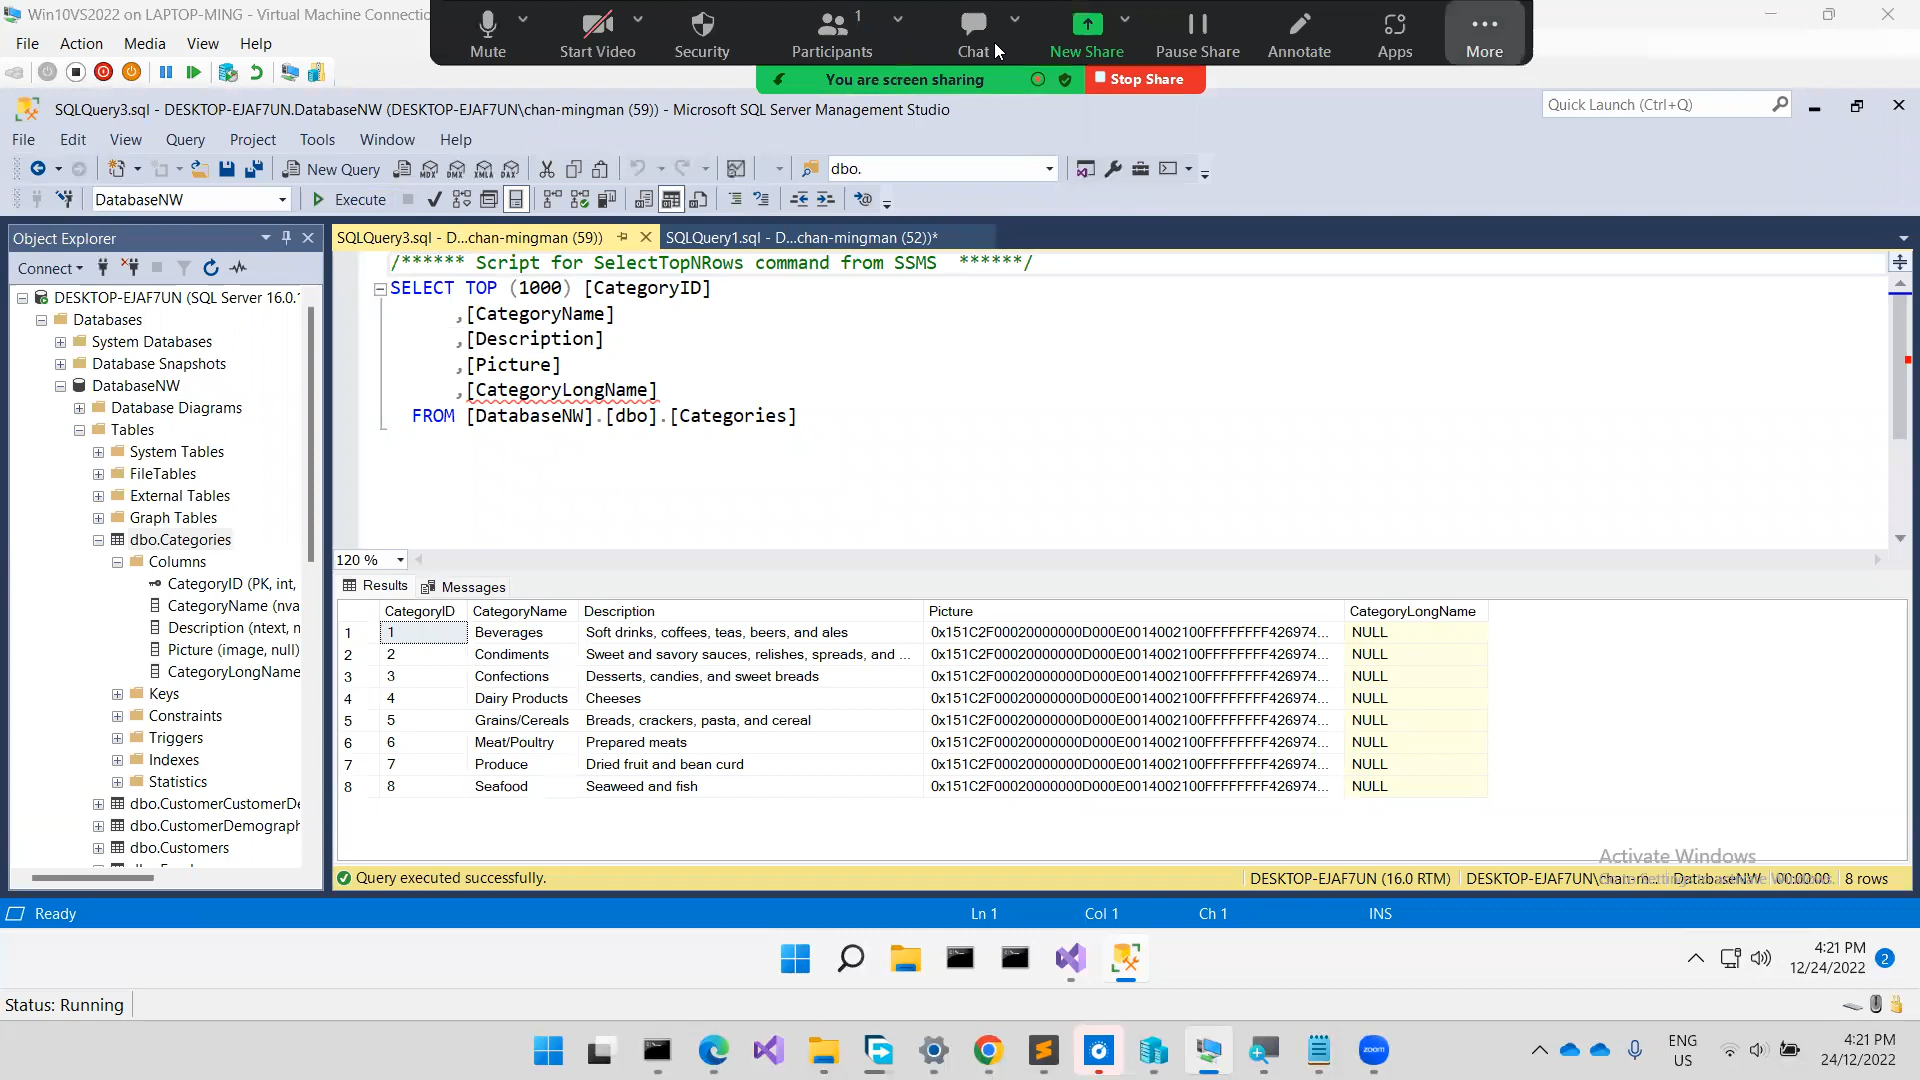 Win10VS2022 on LAPTOP-MING - Virtual Machine Connectio
File Action Media View Help
Mute Start Video Security Participants 1 Chat New Share Pause Share Annotate Apps More
You are screen sharing Stop Share
SQLQuery3.sql - DESKTOP-EJAF7UN.DatabaseNW (DESKTOP-EJAF7UN\chan-mingman (59)) - Microsoft SQL Server Management Studio
Quick Launch (Ctrl+Q)
File Edit View Query Project Tools Window Help
New Query MDX DMX XMLA DAX dbo.
DatabaseNW Execute
Object Explorer
SQLQuery3.sql - D...chan-mingman (59)) SQLQuery1.sql - D...chan-mingman (52))*
Connect
DESKTOP-EJAF7UN (SQL Server 16.0.1
Databases
System Databases
Database Snapshots
DatabaseNW
Database Diagrams
Tables
System Tables
FileTables
External Tables
Graph Tables
dbo.Categories
Columns
CategoryID (PK, int,
CategoryName (nva
Description (ntext, n
Picture (image, null)
CategoryLongName
Keys
Constraints
Triggers
Indexes
Statistics
dbo.CustomerCustomerDe
dbo.CustomerDemograph
dbo.Customers
/****** Script for SelectTopNRows command from SSMS  ******/
SELECT TOP (1000) [CategoryID]
,[CategoryName]
,[Description]
,[Picture]
,[CategoryLongName]
FROM [DatabaseNW].[dbo].[Categories]
120 %
Results Messages
CategoryID CategoryName Description Picture CategoryLongName
1 1 Beverages Soft drinks, coffees, teas, beers, and ales 0x151C2F00020000000D000E0014002100FFFFFFFF426974... NULL
2 2 Condiments Sweet and savory sauces, relishes, spreads, and ... 0x151C2F00020000000D000E0014002100FFFFFFFF426974... NULL
3 3 Confections Desserts, candies, and sweet breads 0x151C2F00020000000D000E0014002100FFFFFFFF426974... NULL
4 4 Dairy Products Cheeses 0x151C2F00020000000D000E0014002100FFFFFFFF426974... NULL
5 5 Grains/Cereals Breads, crackers, pasta, and cereal 0x151C2F00020000000D000E0014002100FFFFFFFF426974... NULL
6 6 Meat/Poultry Prepared meats 0x151C2F00020000000D000E0014002100FFFFFFFF426974... NULL
7 7 Produce Dried fruit and bean curd 0x151C2F00020000000D000E0014002100FFFFFFFF426974... NULL
8 8 Seafood Seaweed and fish 0x151C2F00020000000D000E0014002100FFFFFFFF426974... NULL
Activate Windows
Query executed successfully. DESKTOP-EJAF7UN (16.0 RTM) DESKTOP-EJAF7UN\chan-m... DatabaseNW 00:00:00 8 rows
Ready Ln 1 Col 1 Ch 1 INS
4:21 PM
12/24/2022
2
Status: Running
zoom
ENG
US
4:21 PM
24/12/2022